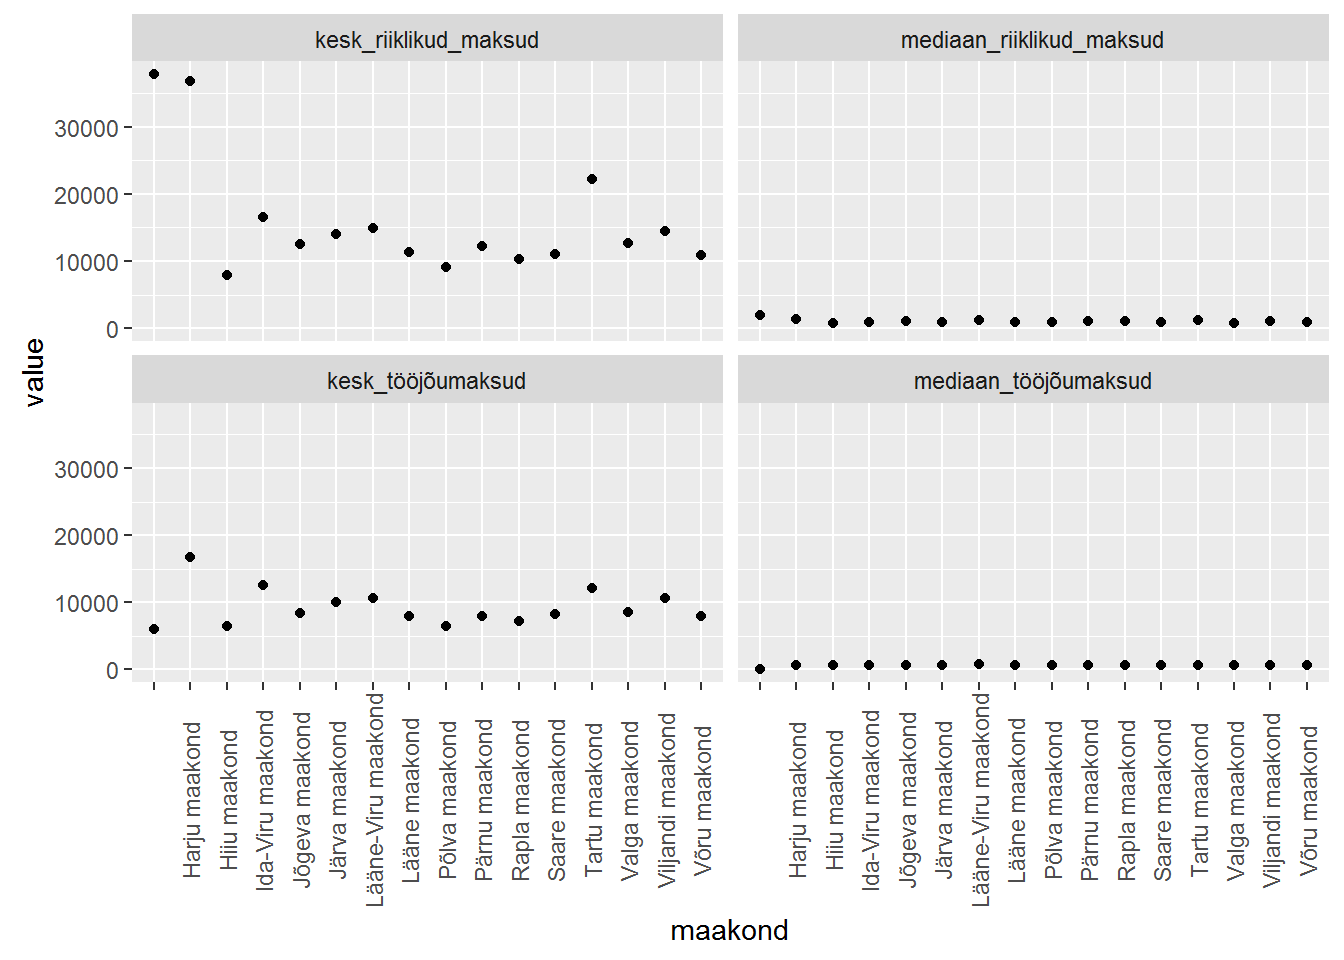 kesk_riiklikud_maksud
mediaan_riiklikud_maksud
30000
20000
10000
0
value
kesk_tööjõumaksud
mediaan_tööjõumaksud
30000
20000
10000
0
Harju maakond
Hiiu maakond
Ida-Viru maakond
Jõgeva maakond
Järva maakond
Lääne-Viru maakond
Lääne maakond
Põlva maakond
Pärnu maakond
Rapla maakond
Saare maakond
Tartu maakond
Valga maakond
Viljandi maakond
Võru maakond
Harju maakond
Hiiu maakond
Ida-Viru maakond
Jõgeva maakond
Järva maakond
Lääne-Viru maakond
Lääne maakond
Põlva maakond
Pärnu maakond
Rapla maakond
Saare maakond
Tartu maakond
Valga maakond
Viljandi maakond
Võru maakond
maakond